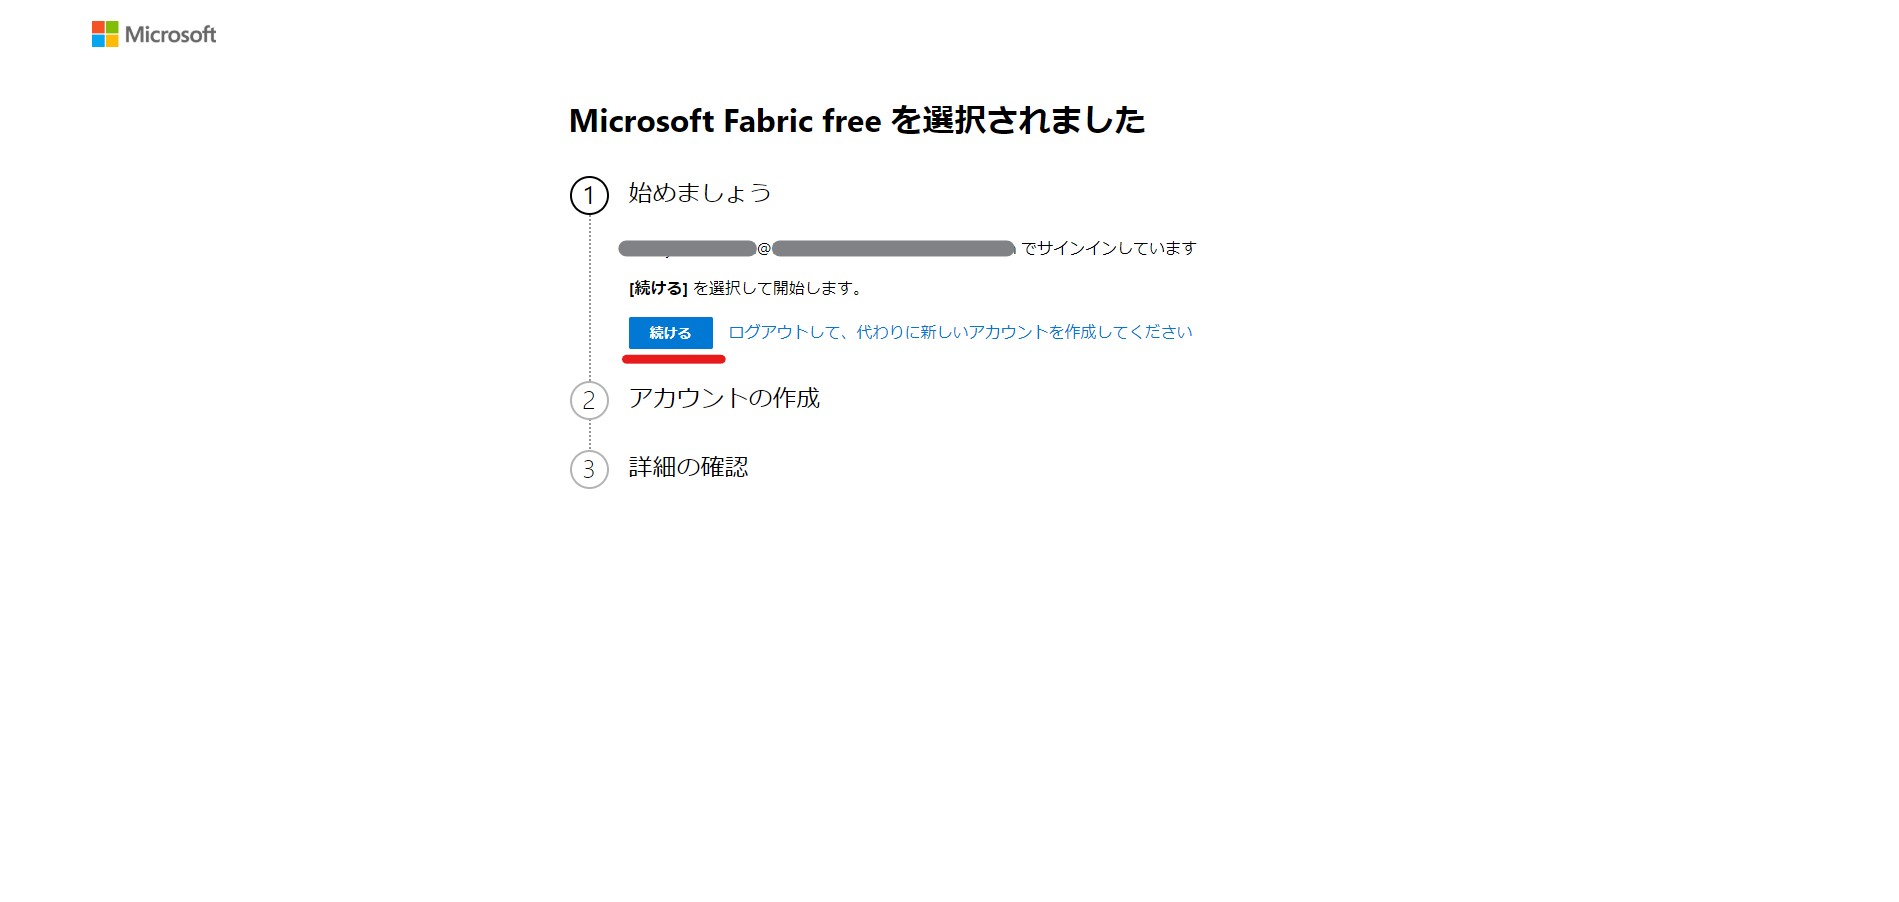 Microsoft
Microsoft Fabric free を選択されました
1 始めましょう
@ でサインインしています
[続ける] を選択して開始します。
続ける ログアウトして、代わりに新しいアカウントを作成してください
2 アカウントの作成
3 詳細の確認